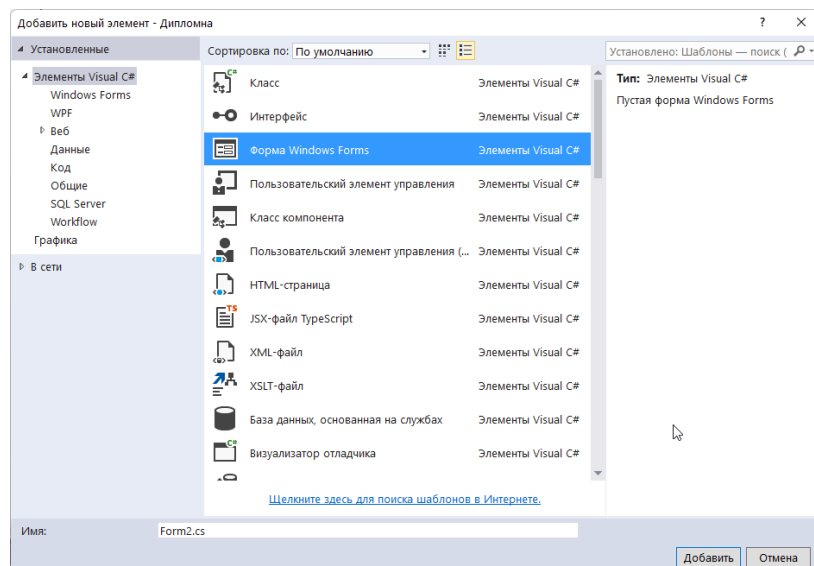 Добавить новый элемент - Дипломна
? ×
Установленные
Сортировка по: По умолчанию
Установлено: Шаблоны — поиск (
Элементы Visual C#
Windows Forms
WPF
Веб
Данные
Код
Общие
SQL Server
Workflow
Графика
В сети
C# Класс Элементы Visual C#
Интерфейс Элементы Visual C#
Форма Windows Forms Элементы Visual C#
Пользовательский элемент управления Элементы Visual C#
Класс компонента Элементы Visual C#
Пользовательский элемент управления (... Элементы Visual C#
HTML-страница Элементы Visual C#
TS JSX-файл TypeScript Элементы Visual C#
XML-файл Элементы Visual C#
XSLT-файл Элементы Visual C#
База данных, основанная на службах Элементы Visual C#
C# Визуализатор отладчика Элементы Visual C#
Щелкните здесь для поиска шаблонов в Интернете.
Тип: Элементы Visual C#
Пустая форма Windows Forms
Имя: Form2.cs
Добавить Отмена